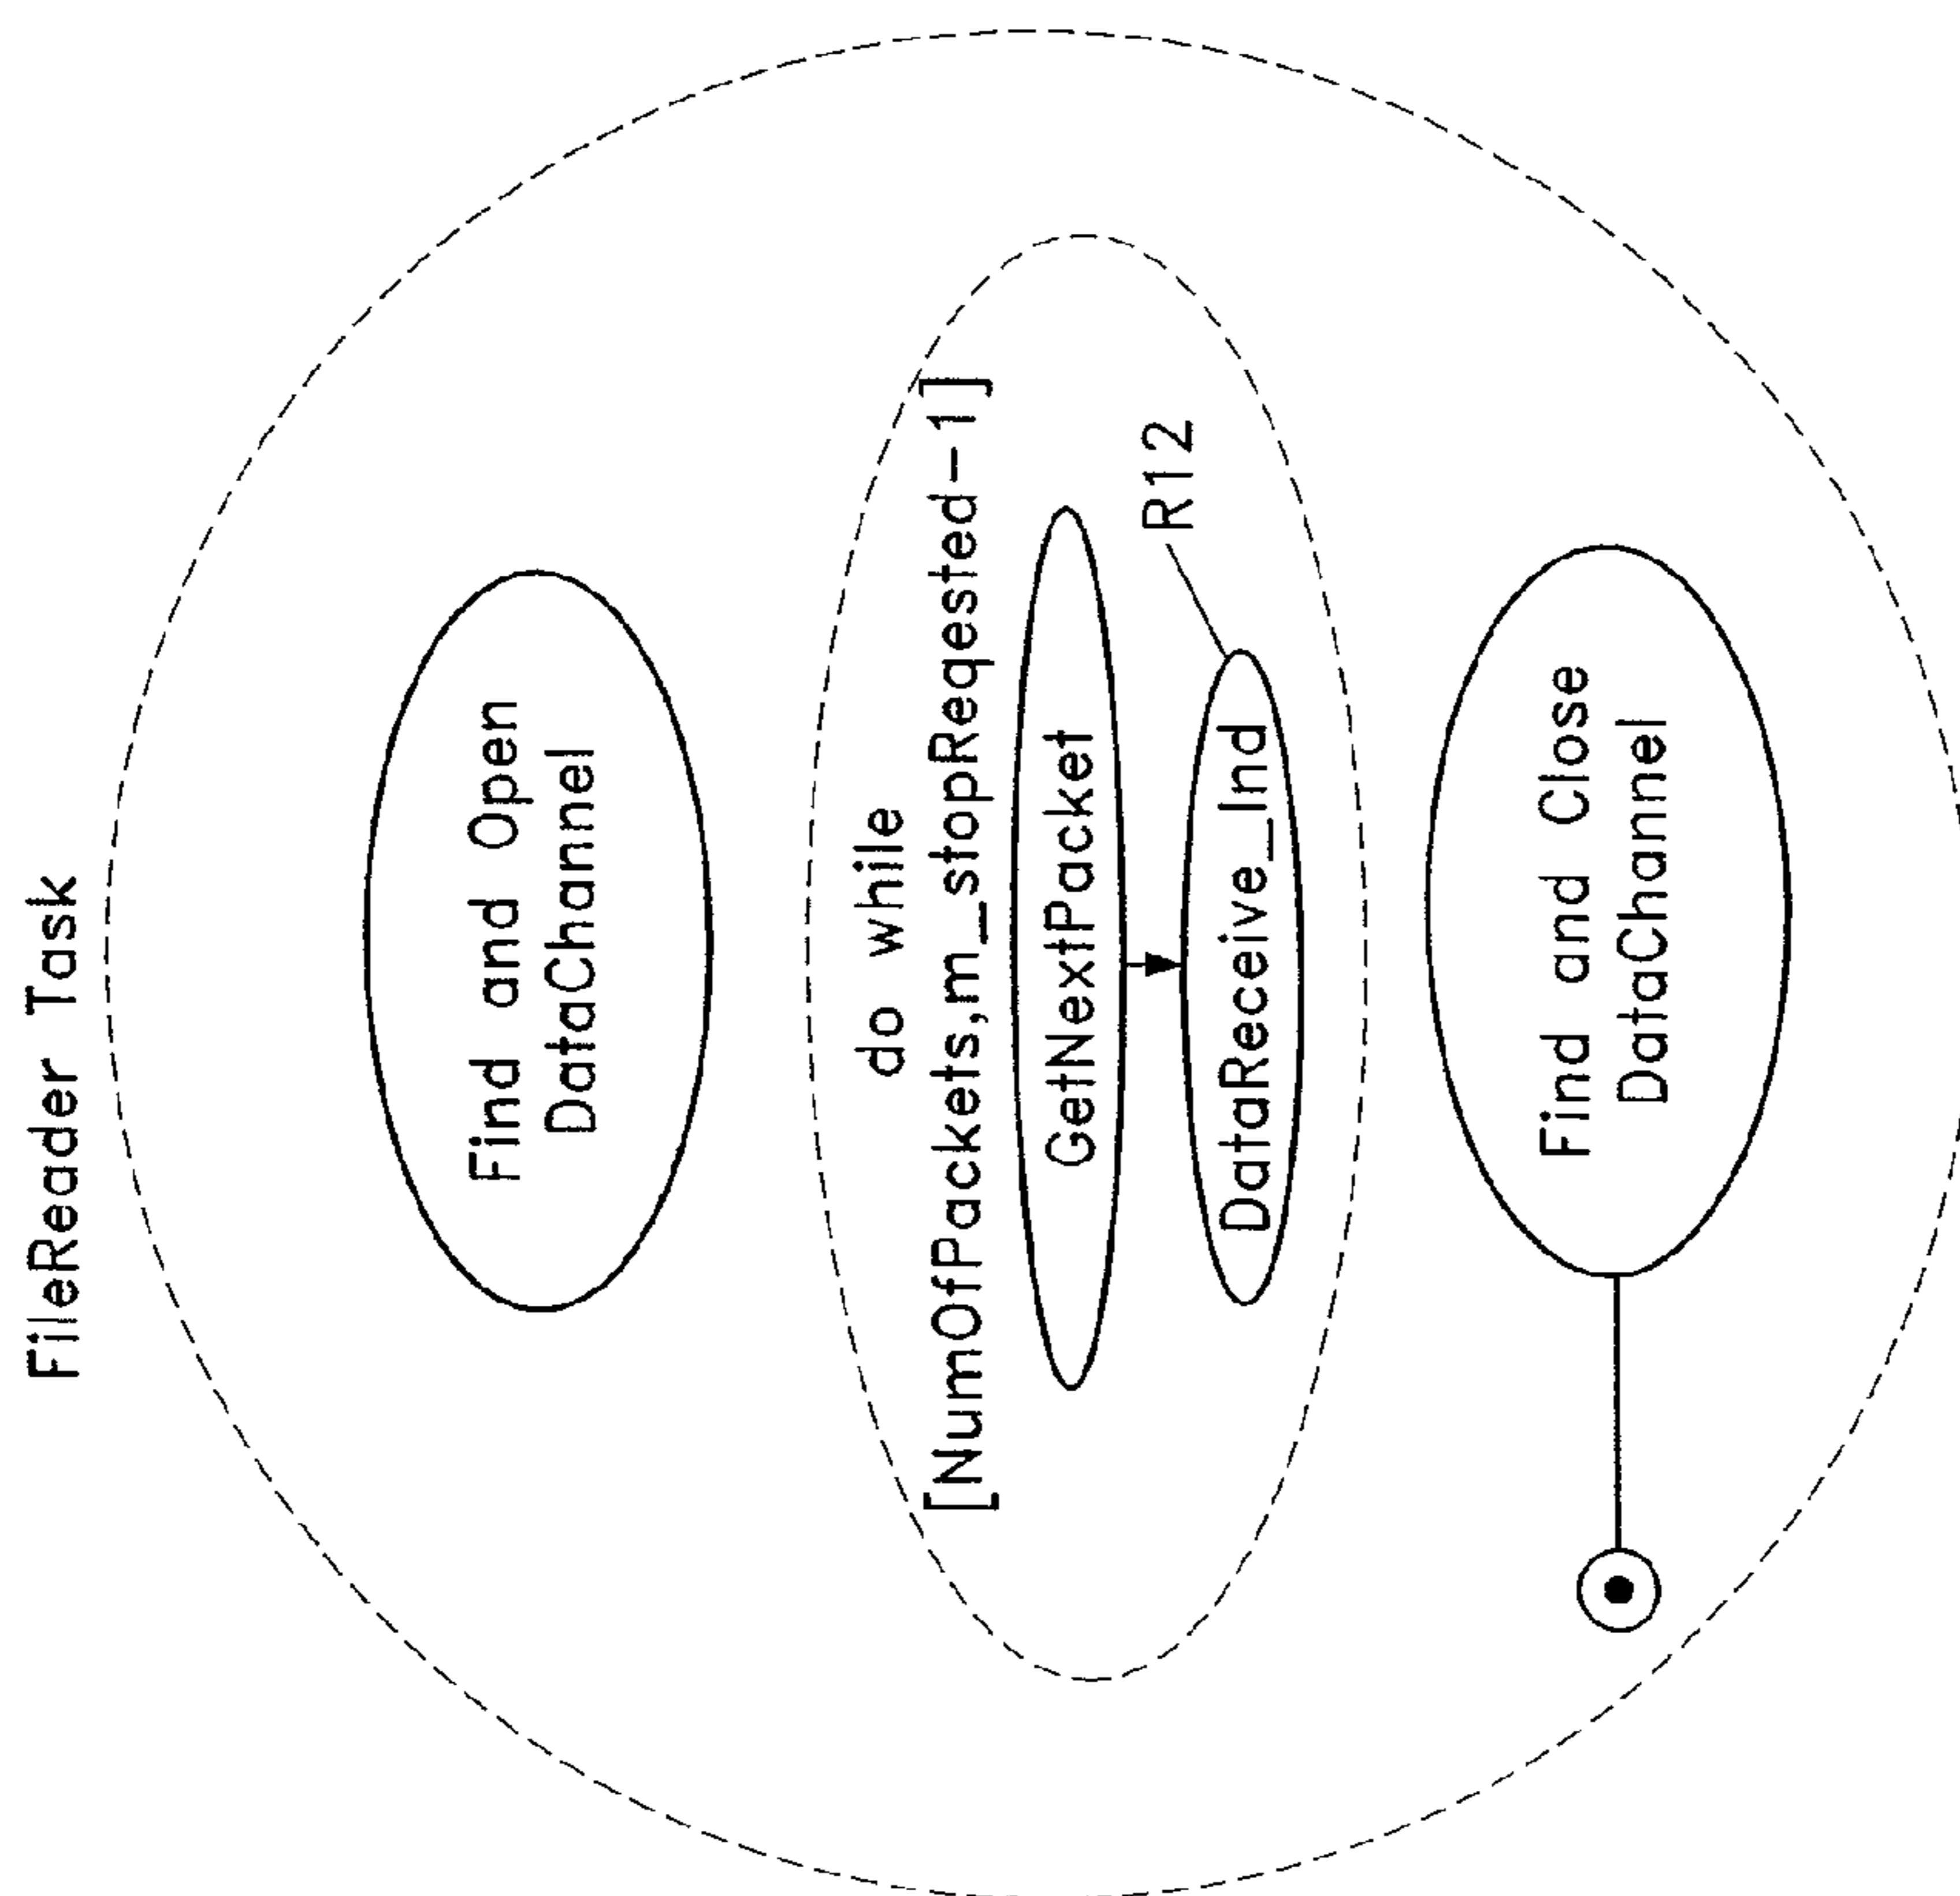 FileReader Task
Find and Open
DataChannel
do while
[NumOfPackets,m_stopReqested-1]
GetNextPacket
R12
DataReceive_Ind
Find and Close
DataChannel